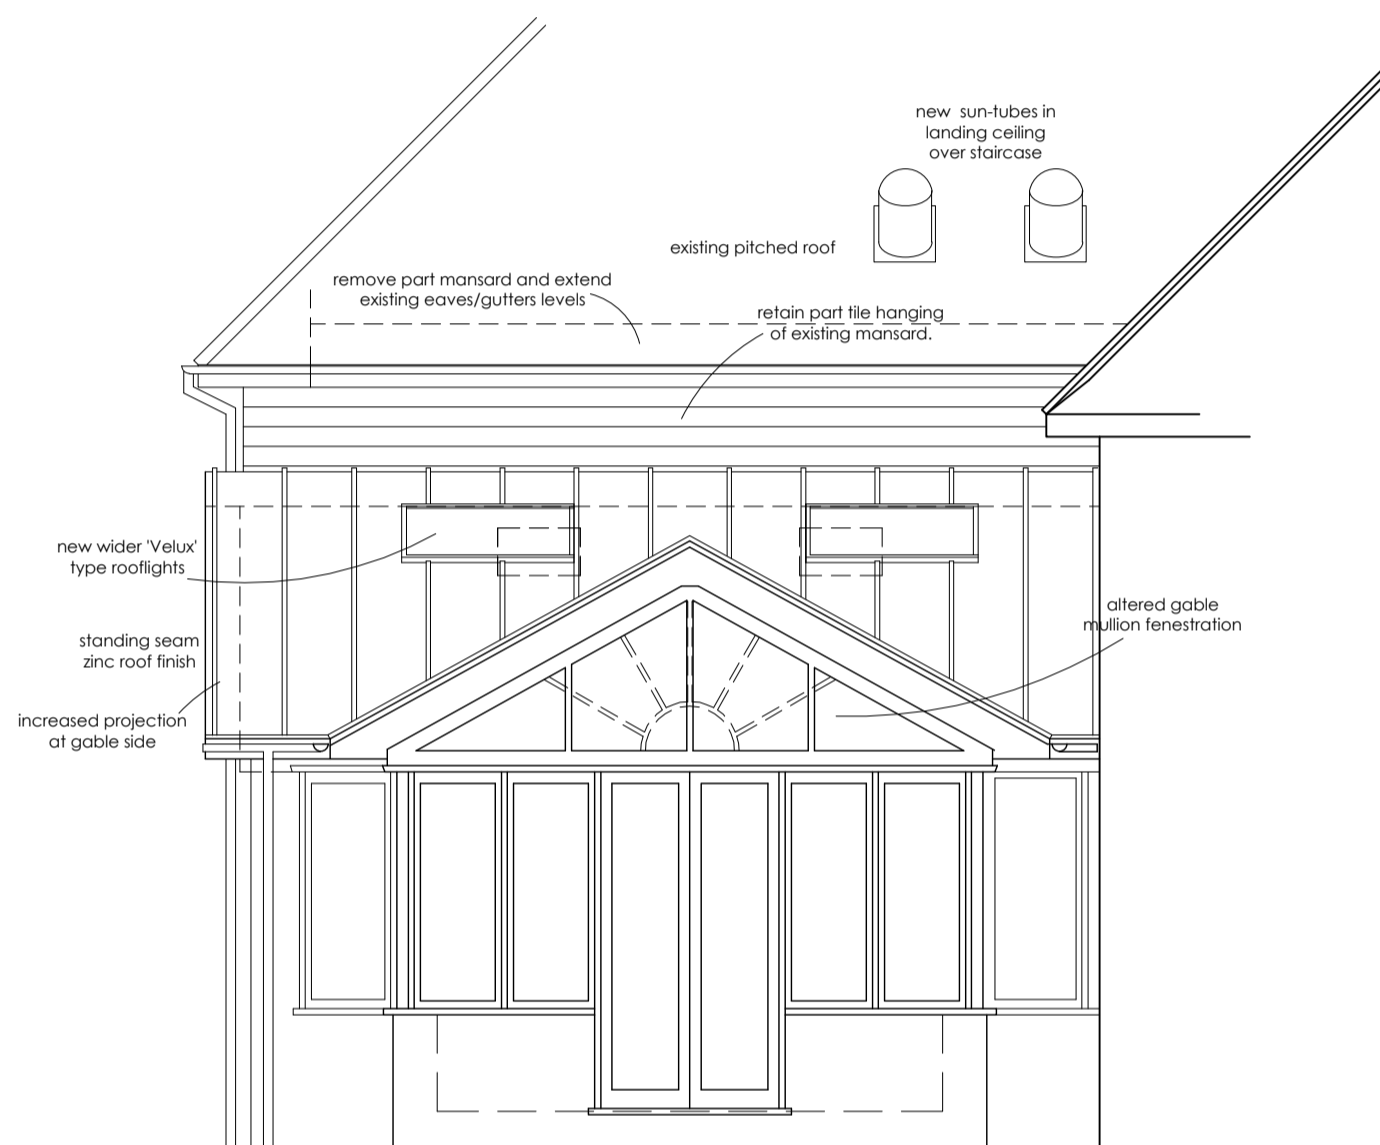 new sun-tubes in
landing ceiling
over staircase
existing pitched roof
remove part mansard and extend
existing eaves/gutters levels
retain part tile hanging
of existing mansard.
new wider 'Velux'
type rooflights
altered gable
mullion fenestration
standing seam
zinc roof finish
increased projection
at gable side